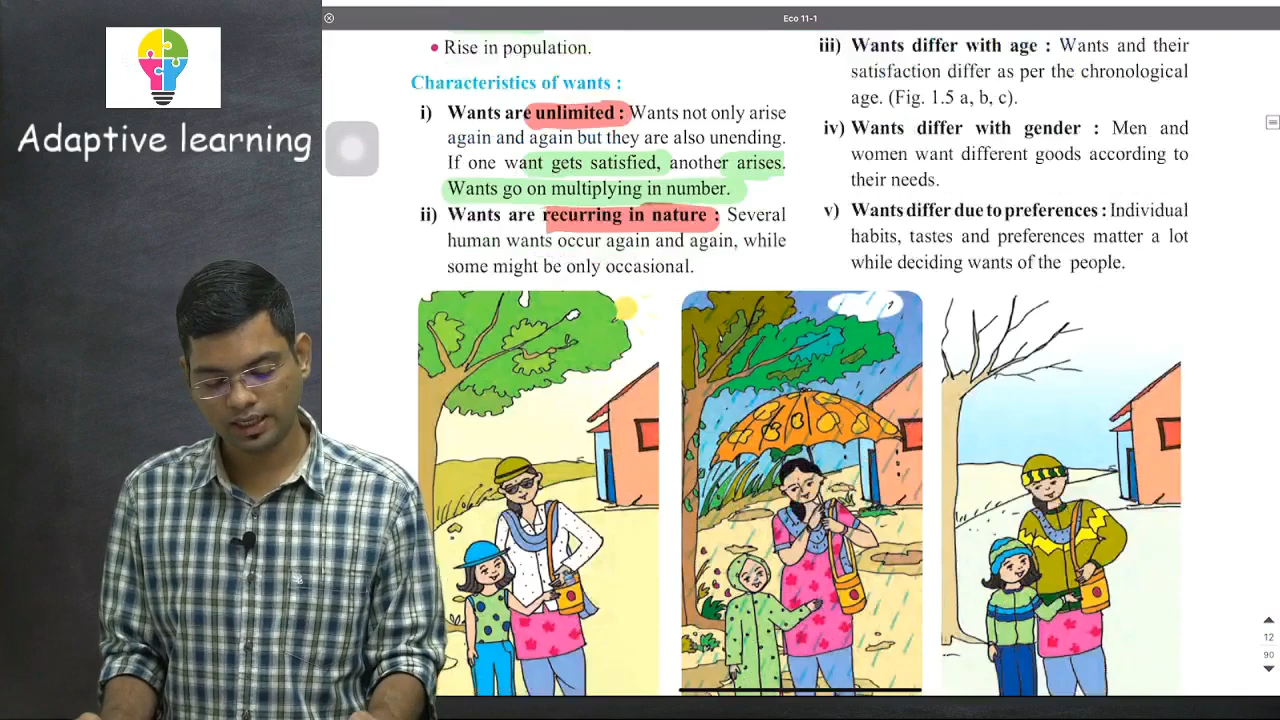 Adaptive learning
Eco 11-1
• Rise in population.
Characteristics of wants :
i) Wants are unlimited : Wants not only arise
again and again but they are also unending.
If one want gets satisfied, another arises.
Wants go on multiplying in number.
ii) Wants are recurring in nature : Several
human wants occur again and again, while
some might be only occasional.
iii) Wants differ with age : Wants and their
satisfaction differ as per the chronological
age. (Fig. 1.5 a, b, c).
iv) Wants differ with gender : Men and
women want different goods according to
their needs.
v) Wants differ due to preferences : Individual
habits, tastes and preferences matter a lot
while deciding wants of the people.
12
90